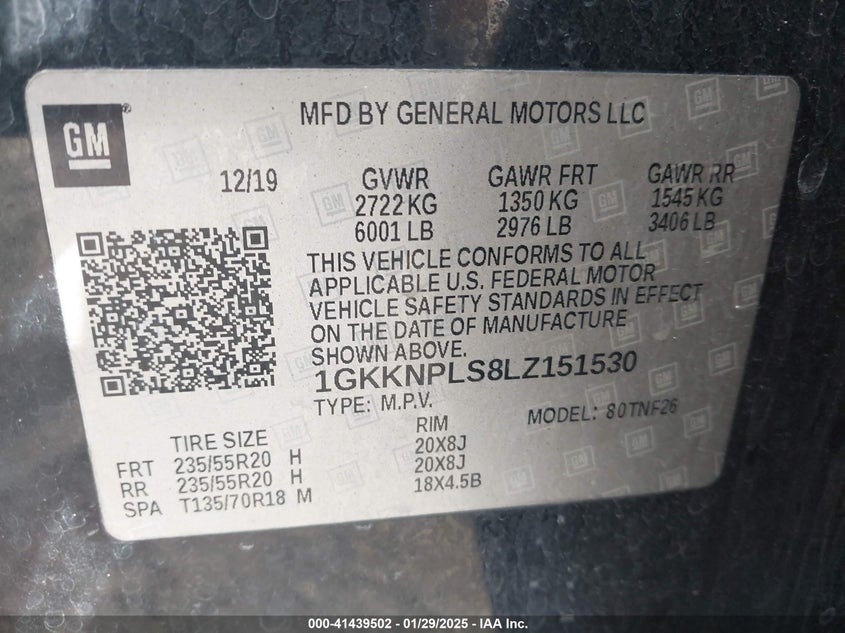 GM
MFD BY GENERAL MOTORS LLC
12/19 GVWR GAWR FRT GAWR RR
2722 KG 1350 KG 1545 KG
6001 LB 2976 LB 3406 LB
THIS VEHICLE CONFORMS TO ALL
APPLICABLE U.S. FEDERAL MOTOR
VEHICLE SAFETY STANDARDS IN EFFECT
ON THE DATE OF MANUFACTURE
SHOWN ABOVE.
1GKKNPLS8LZ151530
TYPE: M.P.V. MODEL: 80TNF26
TIRE SIZE RIM
FRT 235/55R20 H 20X8J
RR 235/55R20 H 20X8J
SPA T135/70R18 M 18X4.5B
000-41439502 - 01/29/2025 - IAA Inc.